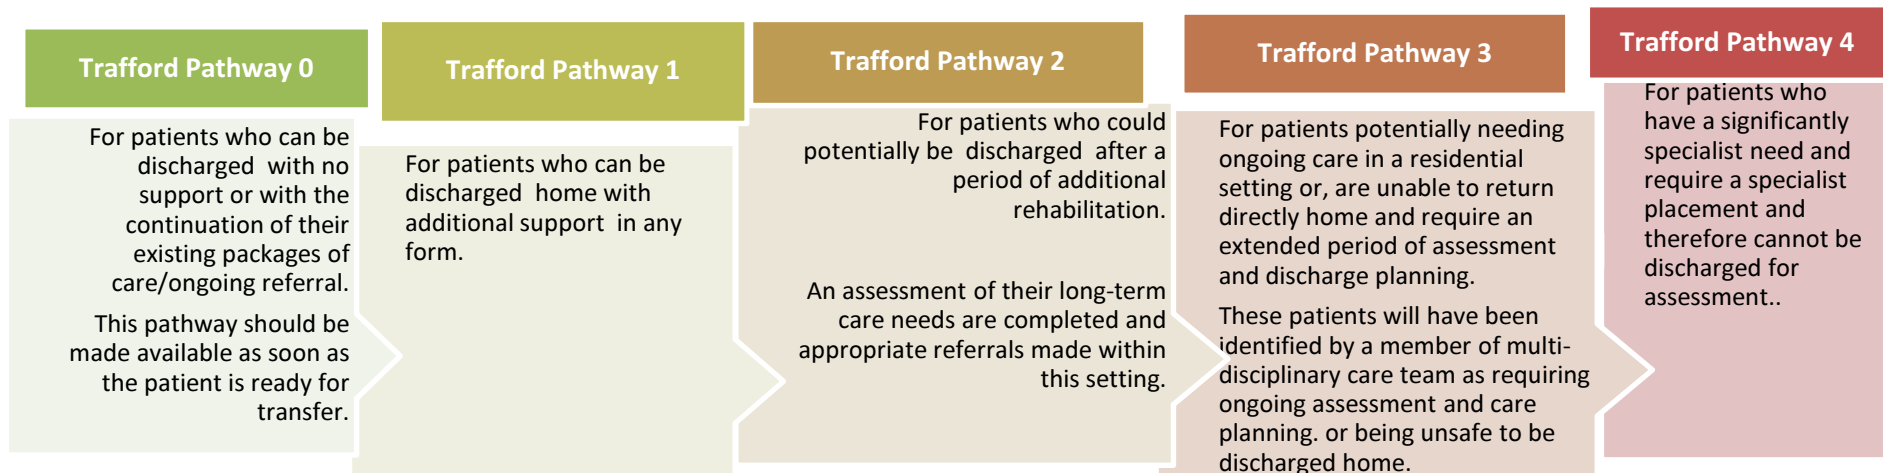 Trafford Pathway 0
For patients who can be
discharged with no
support or with the
continuation of their
existing packages of
care/ongoing referral.
This pathway should be
made available as soon as
the patient is ready for
transfer.
Trafford Pathway 1
For patients who can be
discharged home with
additional support in any
form.
Trafford Pathway 2
For patients who could
potentially be discharged after a
period of additional
rehabilitation.
An assessment of their long-term
care needs are completed and
appropriate referrals made within
this setting.
Trafford Pathway 3
For patients potentially needing
ongoing care in a residential
setting or, are unable to return
directly home and require an
extended period of assessment
and discharge planning.
These patients will have been
identified by a member of multi-
disciplinary care team as requiring
ongoing assessment and care
planning. or being unsafe to be
discharged home.
Trafford Pathway 4
For patients who
have a significantly
specialist need and
require a specialist
placement and
therefore cannot be
discharged for
assessment..